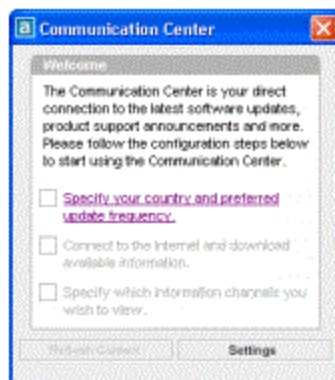 a Communication Center
Welcome
The Communication Center is your direct
connection to the latest software updates,
product support announcements and more.
Please follow the configuration steps below
to start using the Communication Center.
Specify your country and preferred
update frequency.
Connect to the Internet and download
available information.
Specify which information channels you
wish to view.
Refresh Content Settings